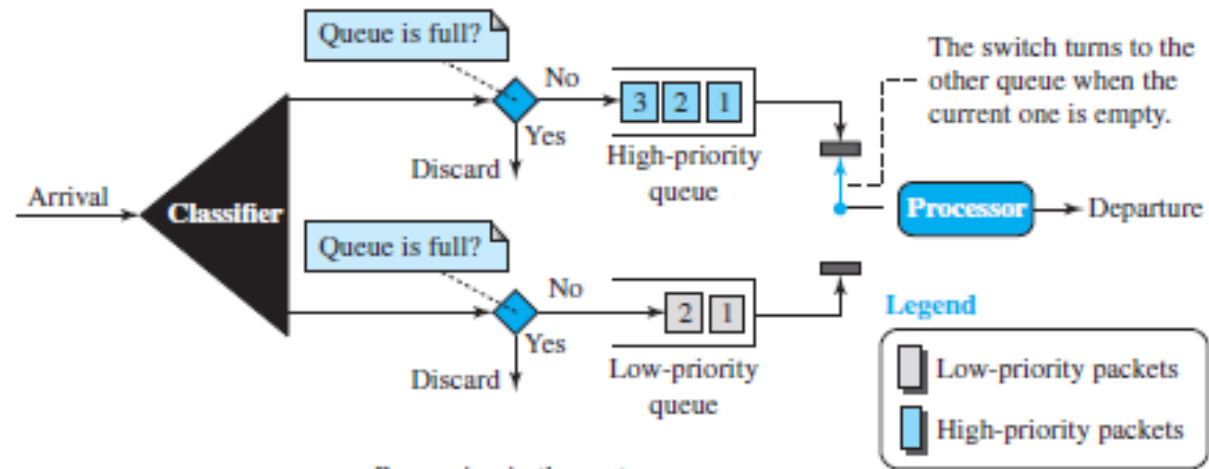 Queue is full?
No
3 2 1
Yes
Discard
High-priority
queue
The switch turns to the
other queue when the
current one is empty.
Arrival
Classifier
Processor
Departure
Queue is full?
No
2 1
Yes
Discard
Low-priority
queue
Legend
Low-priority packets
High-priority packets